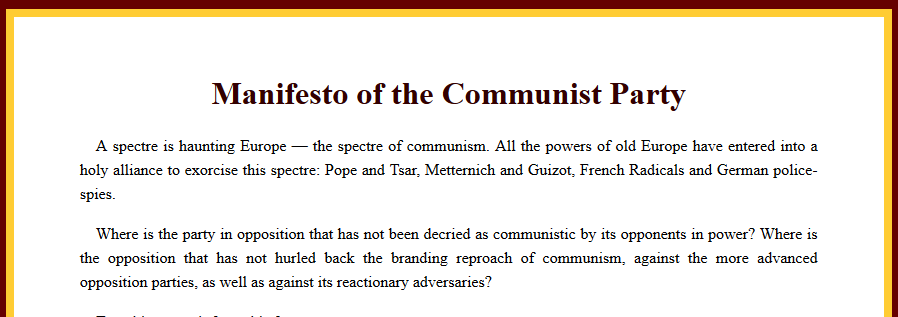 Manifesto of the Communist Party
A spectre is haunting Europe — the spectre of communism. All the powers of old Europe have entered into a
holy alliance to exorcise this spectre: Pope and Tsar, Metternich and Guizot, French Radicals and German police-
spies.
Where is the party in opposition that has not been decried as communistic by its opponents in power? Where is
the opposition that has not hurled back the branding reproach of communism, against the more advanced
opposition parties, as well as against its reactionary adversaries?